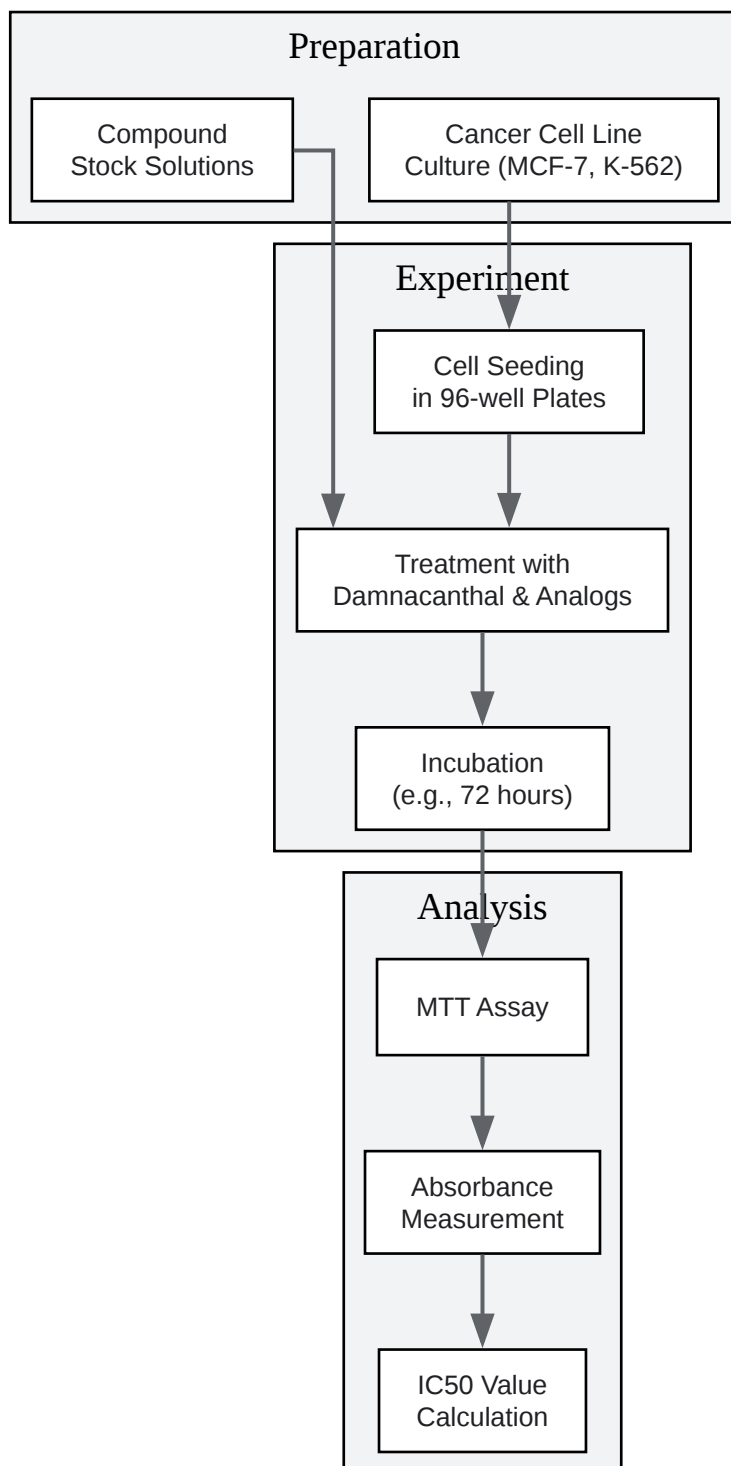 Preparation
Compound
Stock Solutions
Cancer Cell Line
Culture (MCF-7, K-562)
Experiment
Cell Seeding
in 96-well Plates
Treatment with
Damnacanthal & Analogs
Incubation
(e.g., 72 hours)
Analysis
MTT Assay
Absorbance
Measurement
IC50 Value
Calculation